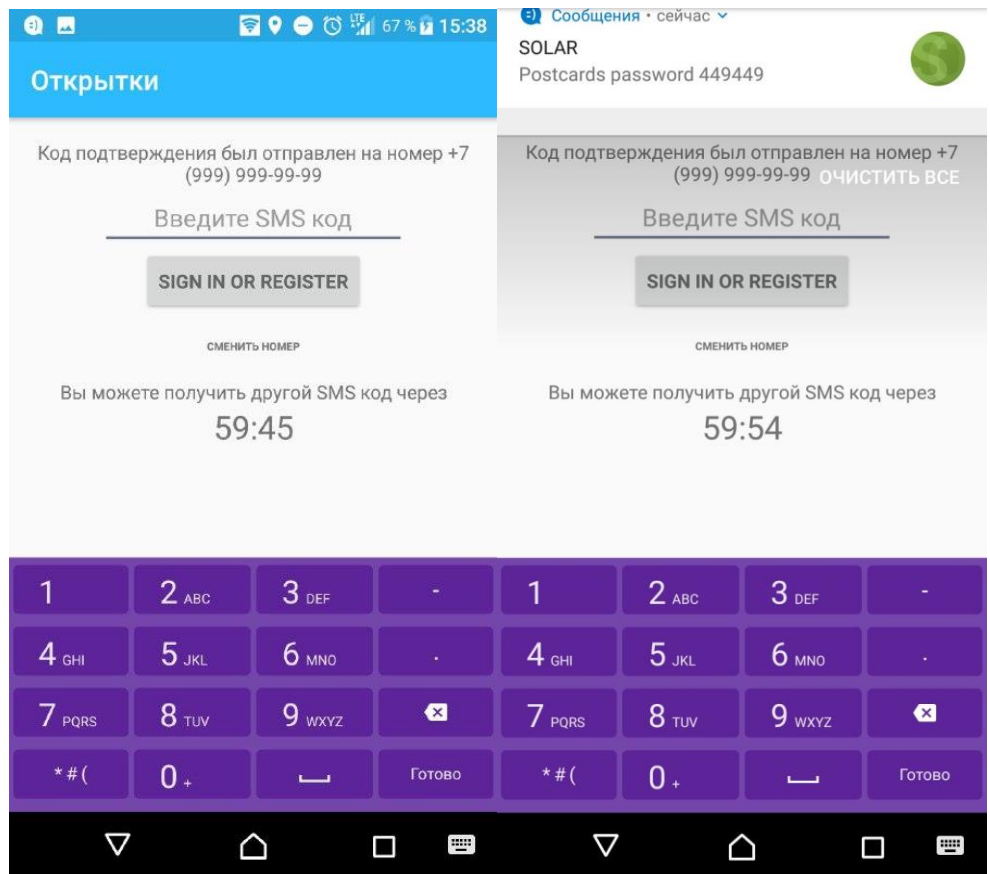 67 % 15:38
Открытки
Код подтверждения был отправлен на номер +7
(999) 999-99-99
Введите SMS код
SIGN IN OR REGISTER
СМЕНИТЬ НОМЕР
Вы можете получить другой SMS код через
59:45
1 2 ABC 3 DEF -
4 GHI 5 JKL 6 MNO .
7 PQRS 8 TUV 9 WXYZ
*#( 0 + Готово
Сообщения • сейчас
SOLAR
Postcards password 449449
S
Код подтверждения был отправлен на номер +7
(999) 999-99-99 ОЧИСТИТЬ ВСЕ
Введите SMS код
SIGN IN OR REGISTER
СМЕНИТЬ НОМЕР
Вы можете получить другой SMS код через
59:54
1 2 ABC 3 DEF -
4 GHI 5 JKL 6 MNO .
7 PQRS 8 TUV 9 WXYZ
*#( 0 + Готово